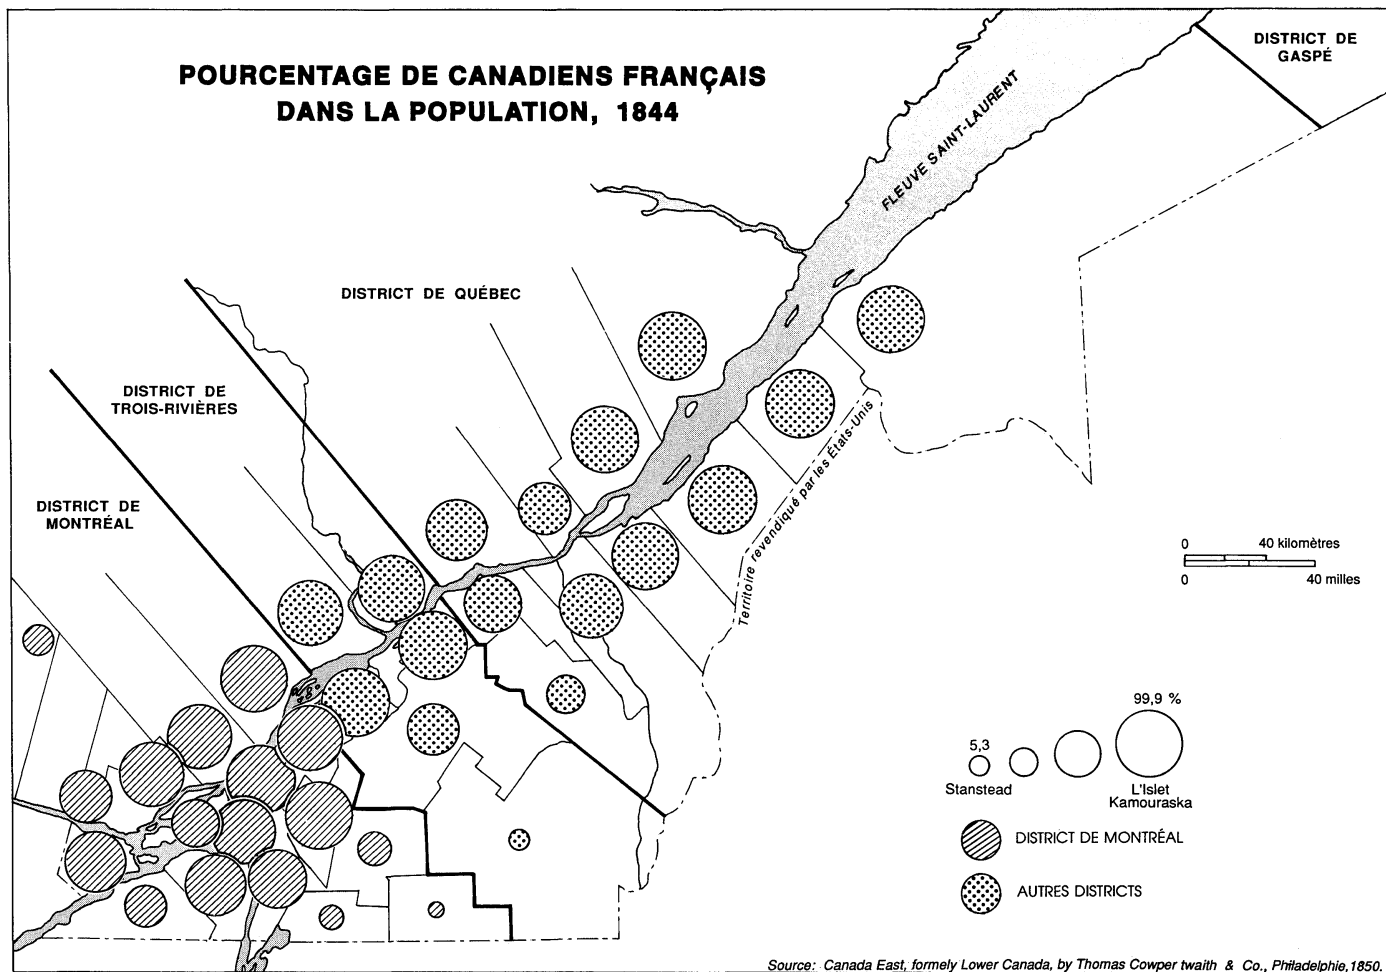 POURCENTAGE DE CANADIENS FRANÇAIS
DANS LA POPULATION, 1844
DISTRICT DE
GASPÉ
FLEUVE SAINT-LAURENT
DISTRICT DE QUÉBEC
DISTRICT DE
TROIS-RIVIÈRES
DISTRICT DE
MONTRÉAL
Territoire revendiqué par les États-Unis
0 40 kilomètres
0 40 milles
99,9 %
5,3
Stanstead
L'Islet
Kamouraska
DISTRICT DE MONTRÉAL
AUTRES DISTRICTS
Source: Canada East, formely Lower Canada, by Thomas Cowper twaith & Co., Philadelphie,1850.